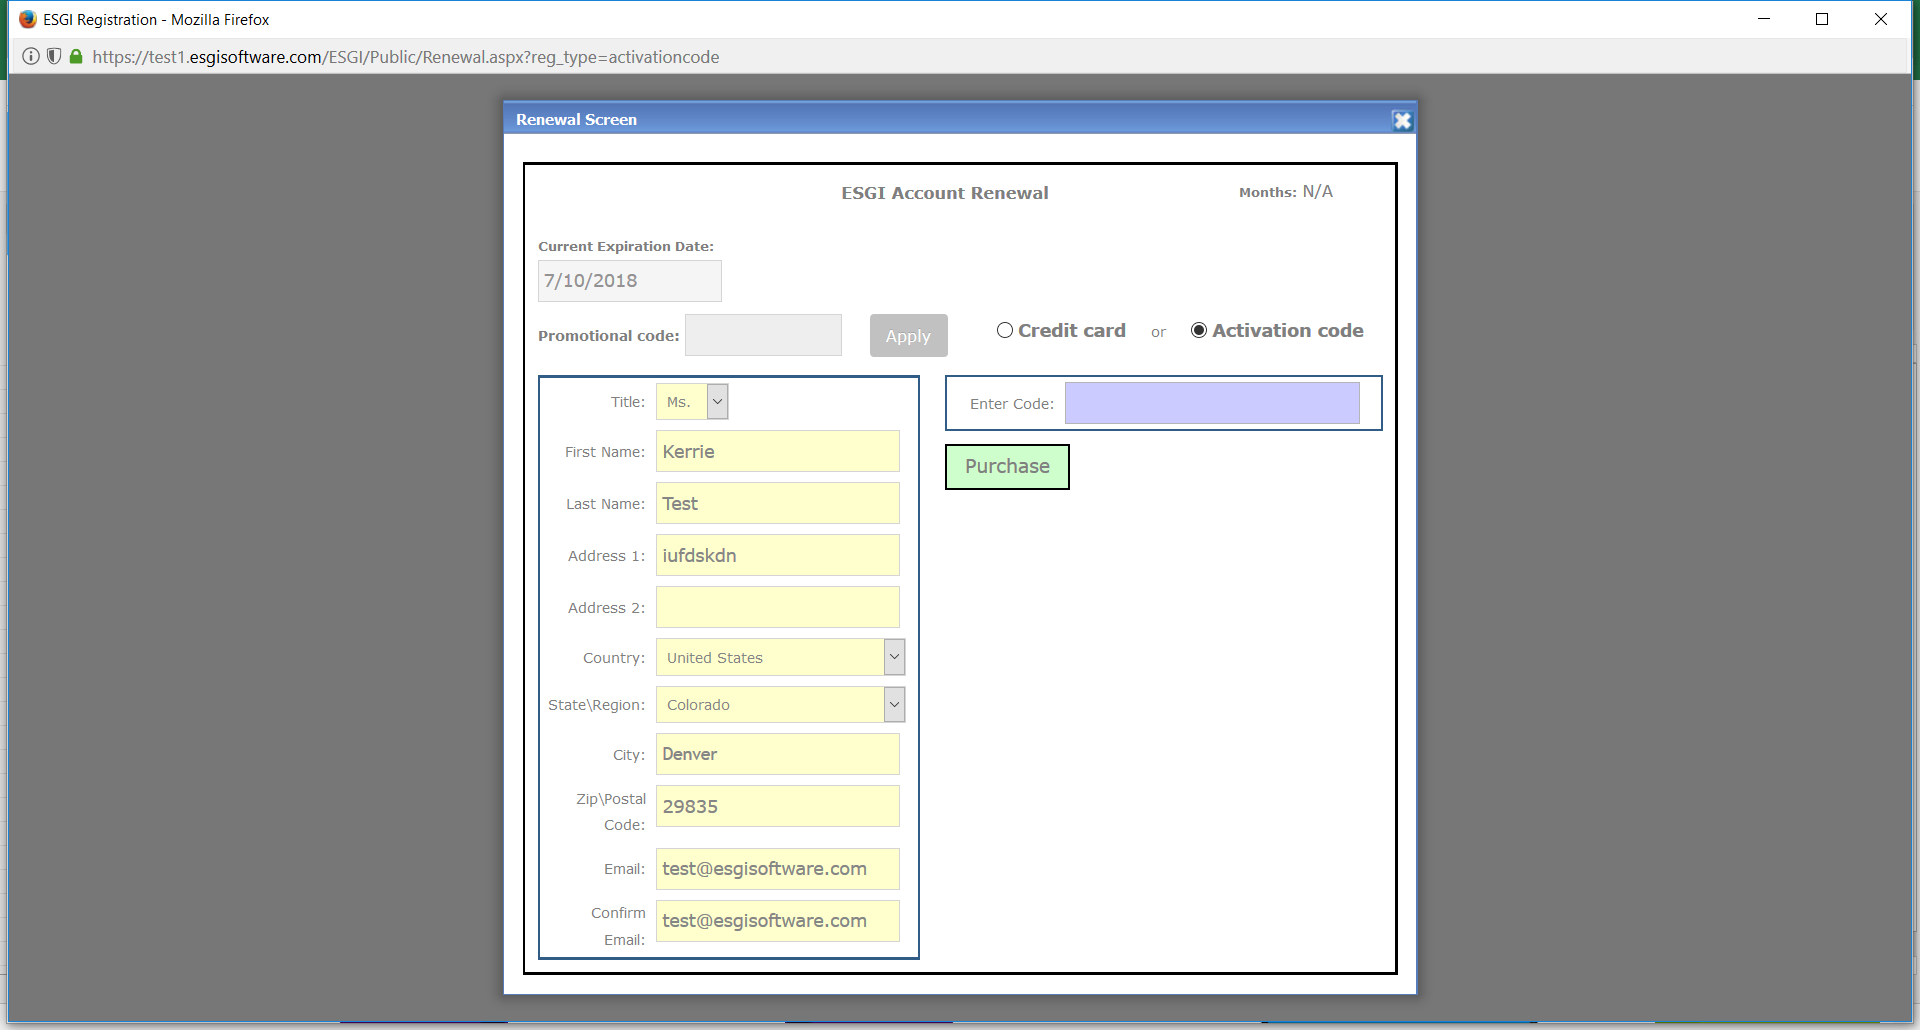 ESGI Registration - Mozilla Firefox
https://test1.esgisoftware.com/ESGI/Public/Renewal.aspx?reg_type=activationcode
Renewal Screen
ESGI Account Renewal
Months: N/A
Current Expiration Date:
7/10/2018
Promotional code:
Apply
Credit card or Activation code
Title: Ms.
First Name: Kerrie
Last Name: Test
Address 1: iufdskdn
Address 2:
Country: United States
State\Region: Colorado
City: Denver
Zip\Postal
Code:
29835
Email: test@esgisoftware.com
Confirm
Email:
test@esgisoftware.com
Enter Code:
Purchase